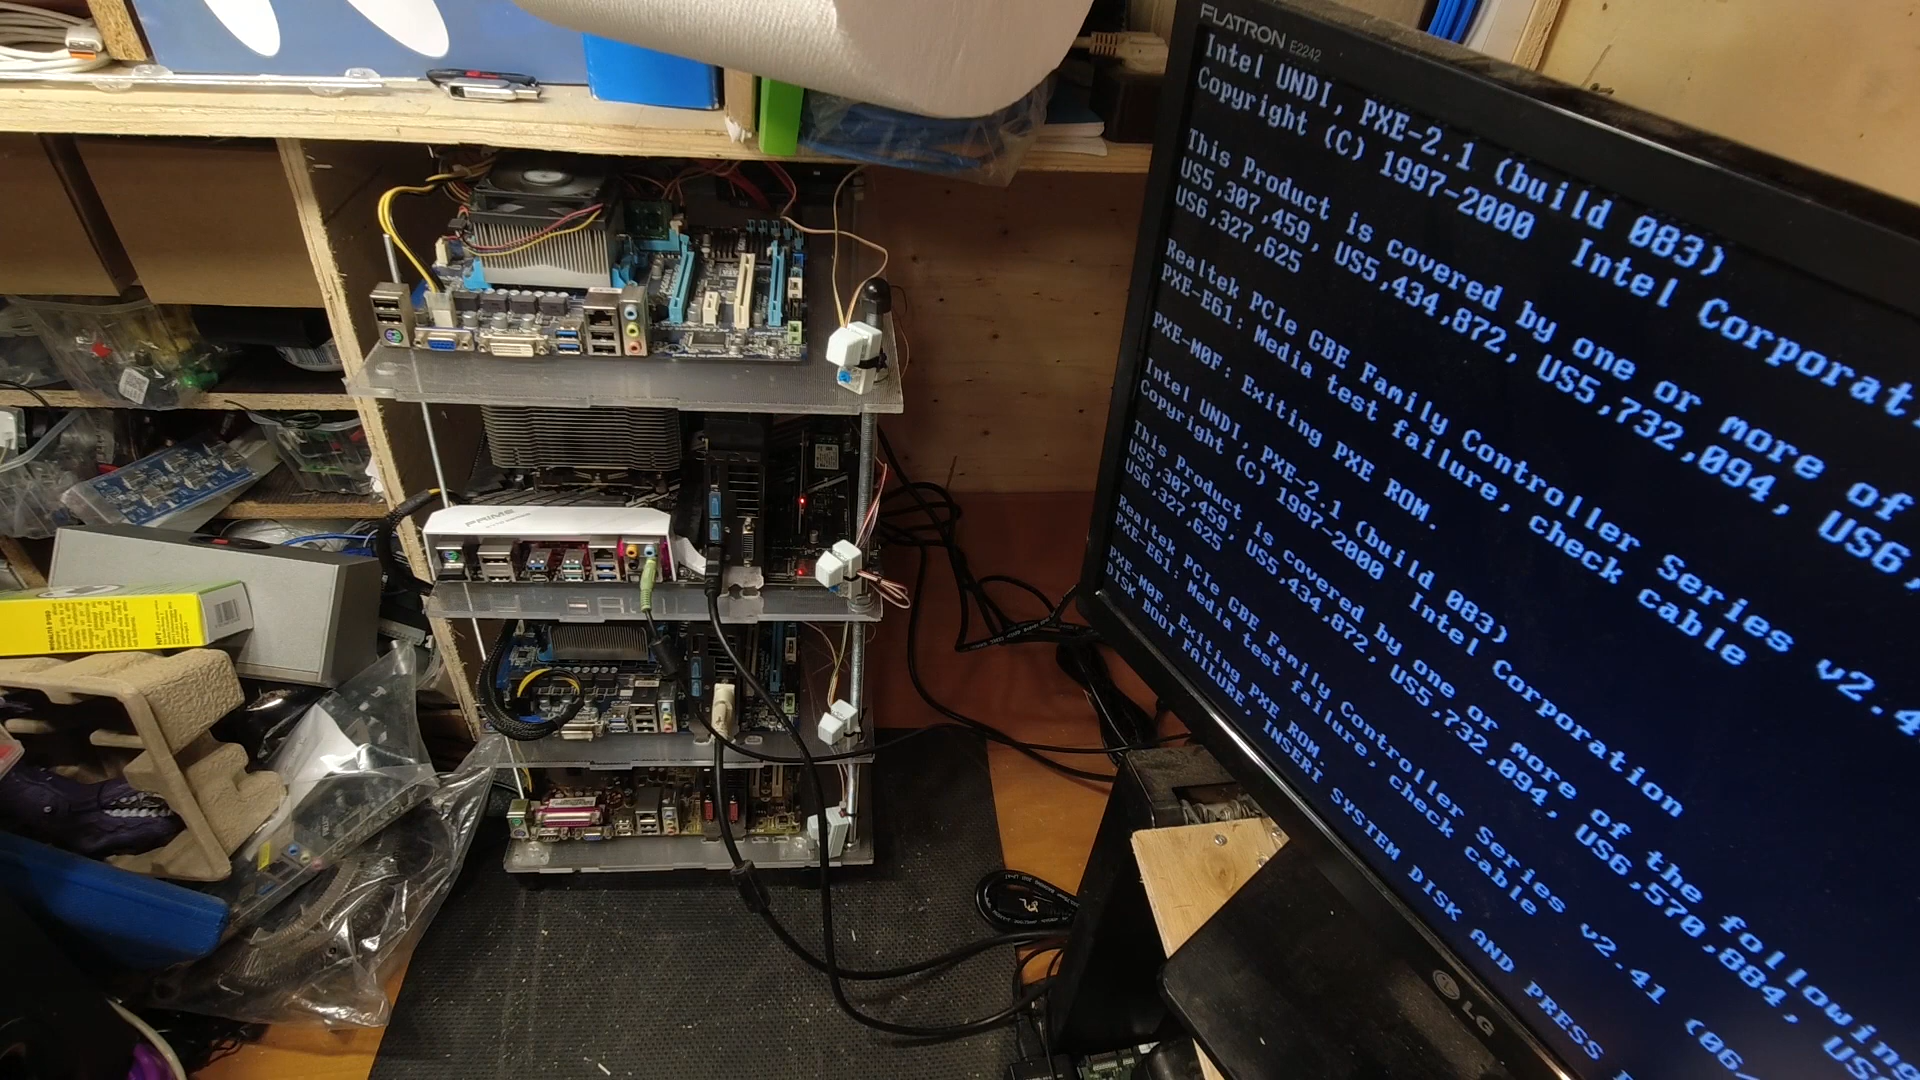 FLATRON E2242
Intel UNDI, PXE-2.1 (build 083)
Copyright (C) 1997-2000 Intel Corporati
This Product is covered by one or more of
US5,307,459, US5,434,872, US5,732,094, US6,
US6,327,625
Realtek PCIe GBE Family Controller Series v2.4
PXE-E61: Media test failure, check cable
PXE-M0F: Exiting PXE ROM.
Intel UNDI, PXE-2.1 (build 083)
Copyright (C) 1997-2000 Intel Corporation
This Product is covered by one or more of the following
US5,307,459, US5,434,872, US5,732,094, US6,570,884, US
US6,327,625
Realtek PCIe GBE Family Controller Series v2.41 (06/
PXE-E61: Media test failure, check cable
PXE-M0F: Exiting PXE ROM.
DISK BOOT FAILURE, INSERT SYSTEM DISK AND PRESS
LG
PRIME